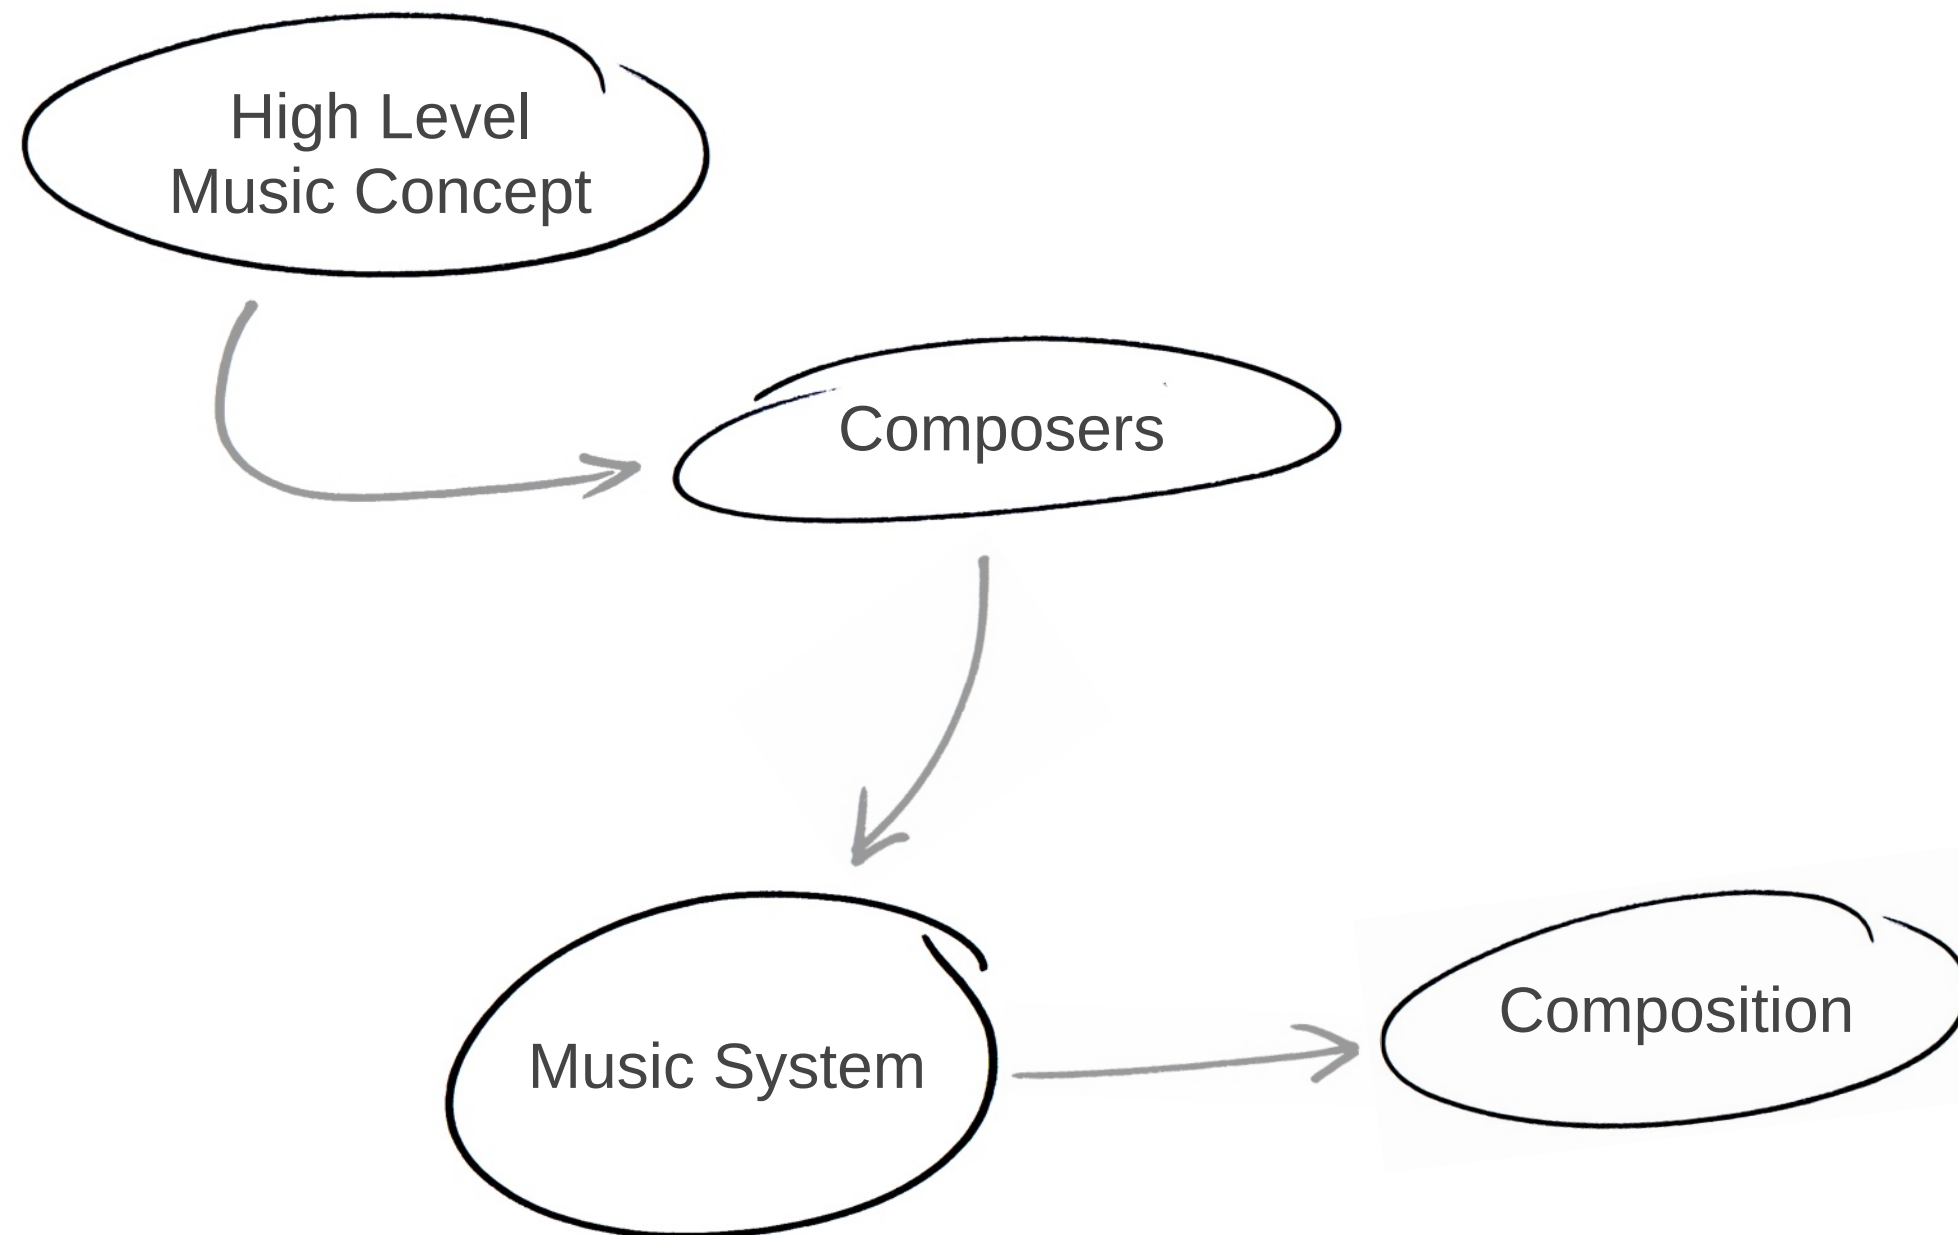 High Level
Music Concept
Composers
Music System
Composition